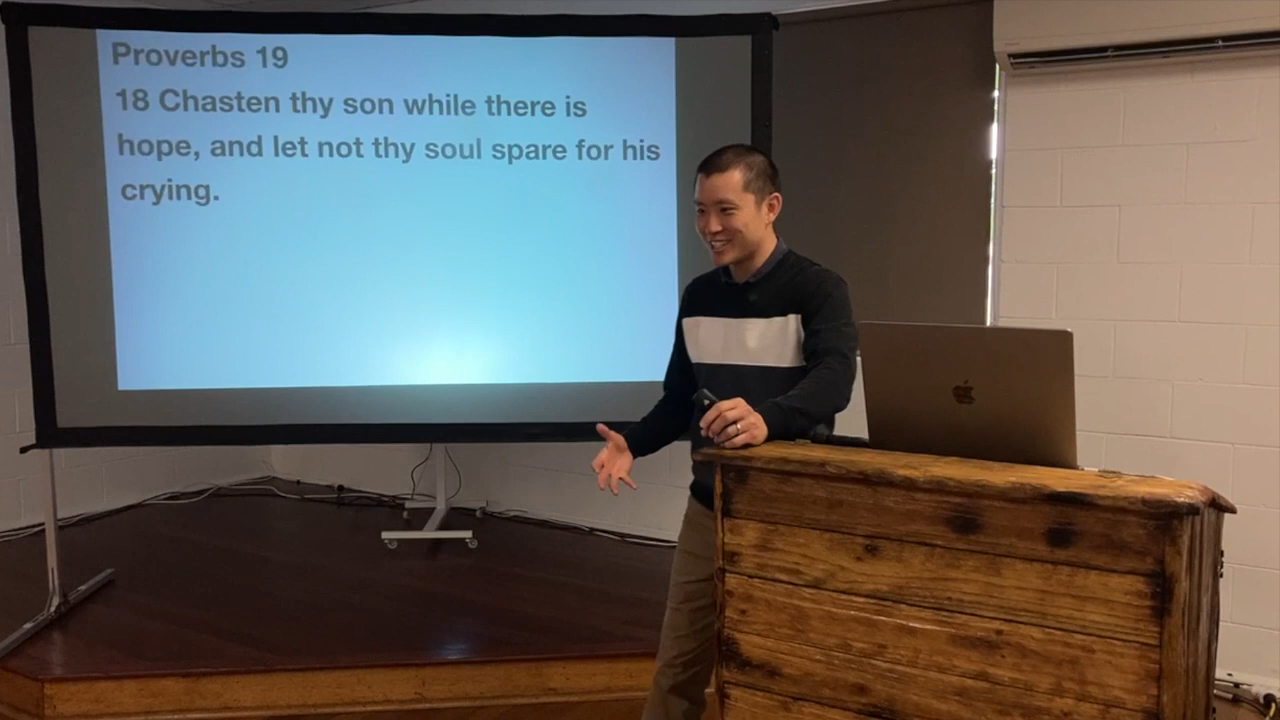 Proverbs 19
18 Chasten thy son while there is
hope, and let not thy soul spare for his
crying.